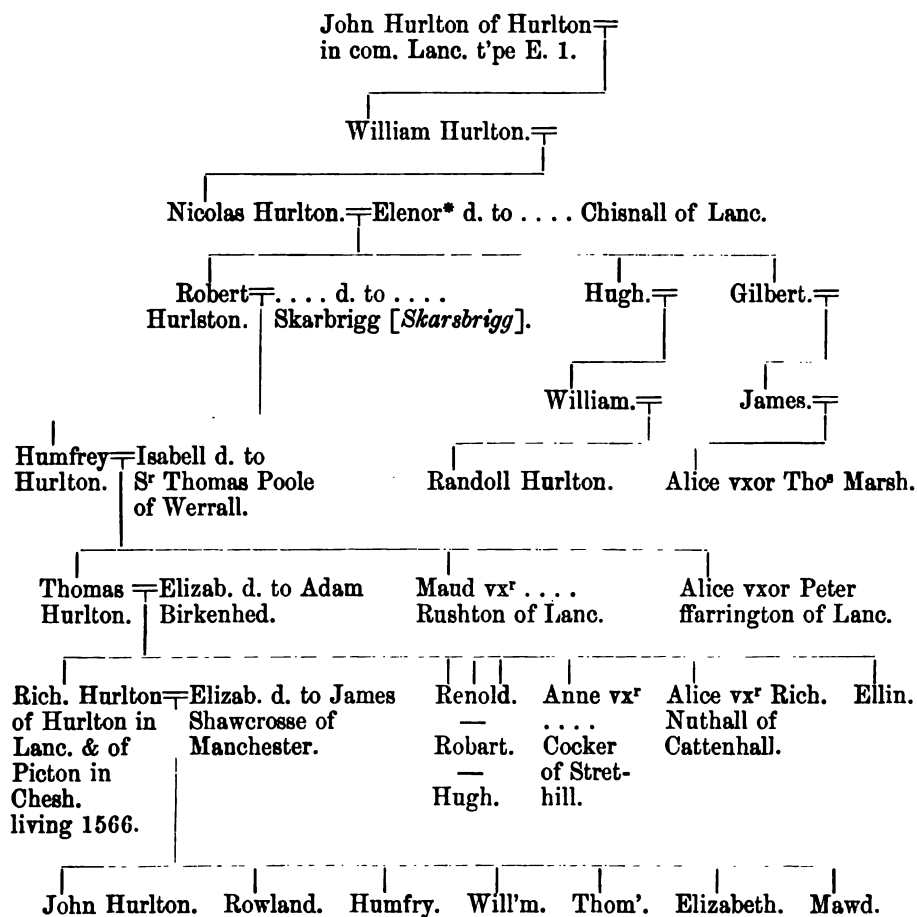 John Hurlton of Hurlton
in com. Lanc. t'pe E. 1.
William Hurlton.
Nicolas Hurlton. Elenor* d. to . . . . Chisnall of Lanc.
Robert . . . . d. to . . . . Hugh. Gilbert.
Hurlston. Skarbrigg [Skarsbrigg].
William. James.
Humfrey Isabell d. to
Hurlton. Sʳ Thomas Poole Randoll Hurlton. Alice vxor Thoˢ Marsh.
of Werrall.
Thomas Elizab. d. to Adam Maud vxʳ . . . . Alice vxor Peter
Hurlton. Birkenhed. Rushton of Lanc. ffarrington of Lanc.
Rich. Hurlton Elizab. d. to James Renold. Anne vxʳ Alice vxʳ Rich. Ellin.
of Hurlton in Shawcrosse of — . . . . Nuthall of
Lanc. & of Manchester. Robart. Cocker Cattenhall.
Picton in — of Stret-
Chesh. Hugh. hill.
living 1566.
John Hurlton. Rowland. Humfry. Will'm. Thom'. Elizabeth. Mawd.